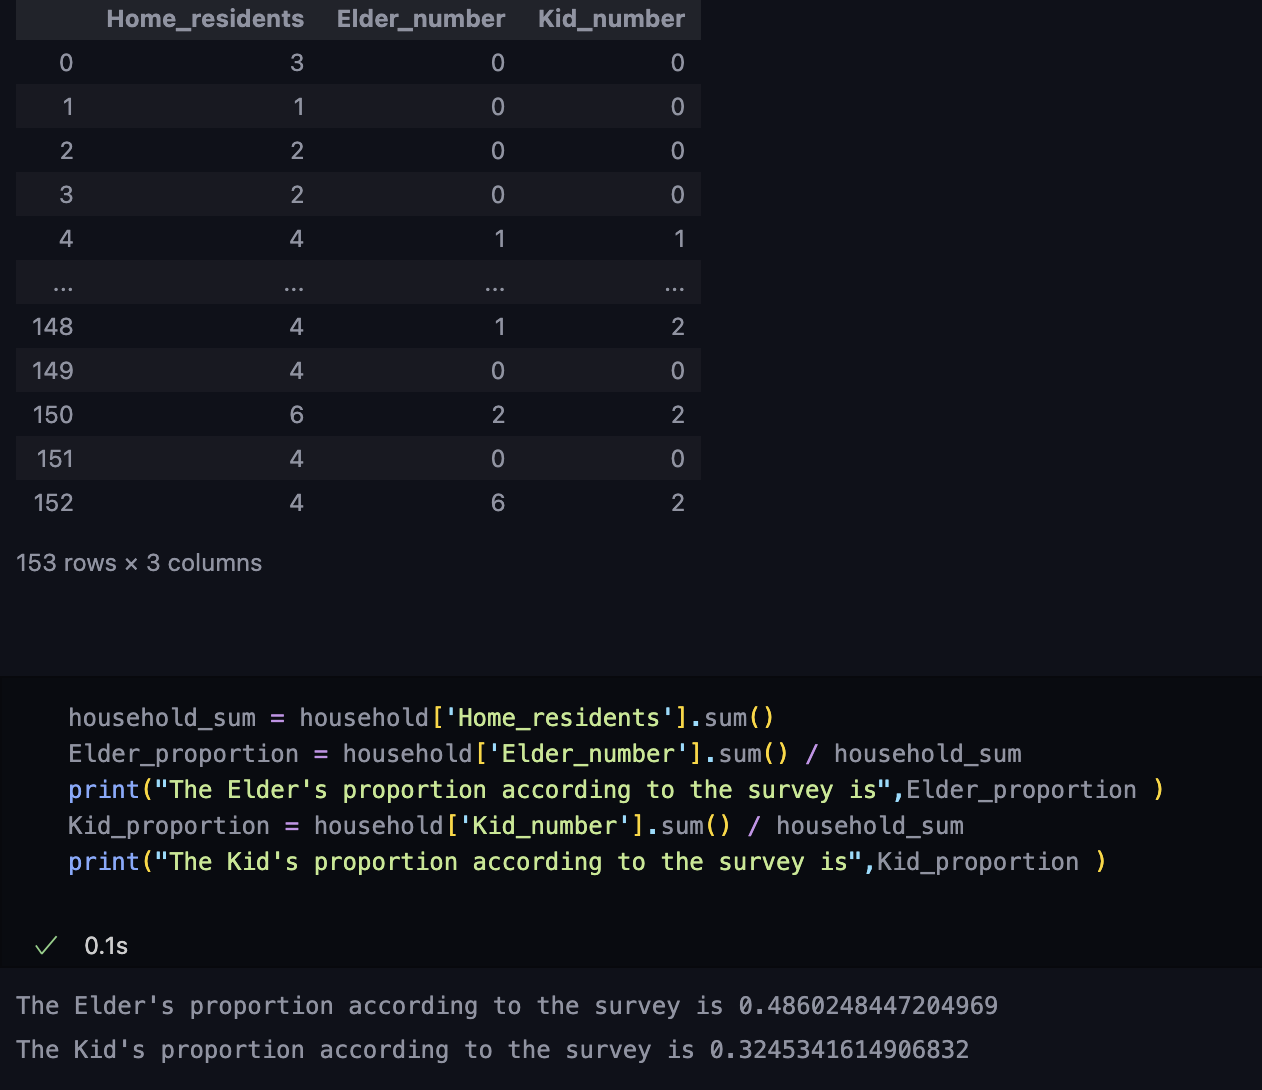 Home_residents Elder_number Kid_number
0 3 0 0
1 1 0 0
2 2 0 0
3 2 0 0
4 4 1 1
... ... ... ...
148 4 1 2
149 4 0 0
150 6 2 2
151 4 0 0
152 4 6 2
153 rows × 3 columns
household_sum = household['Home_residents'].sum()
Elder_proportion = household['Elder_number'].sum() / household_sum
print("The Elder's proportion according to the survey is",Elder_proportion )
Kid_proportion = household['Kid_number'].sum() / household_sum
print("The Kid's proportion according to the survey is",Kid_proportion )
✓ 0.1s
The Elder's proportion according to the survey is 0.4860248447204969
The Kid's proportion according to the survey is 0.3245341614906832